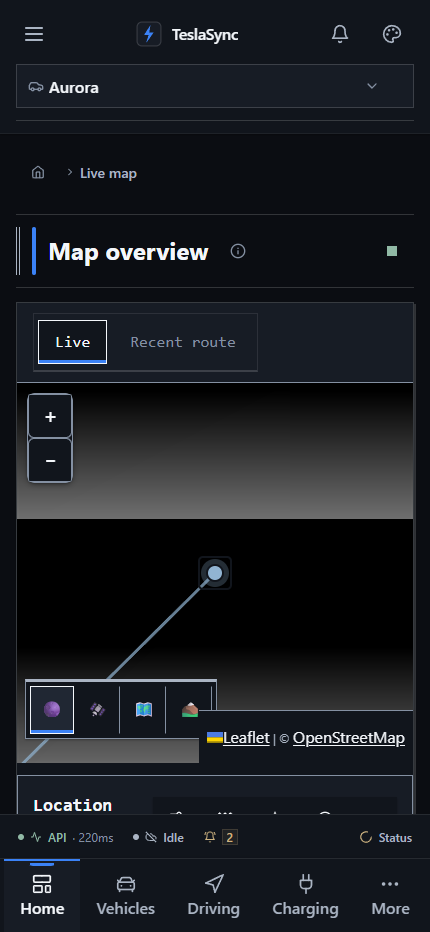 TeslaSync
Aurora
Live map
Map overview
Live
Recent route
+
−
Leaflet | © OpenStreetMap
Location
API · 220ms
Idle
2
Status
Home
Vehicles
Driving
Charging
More